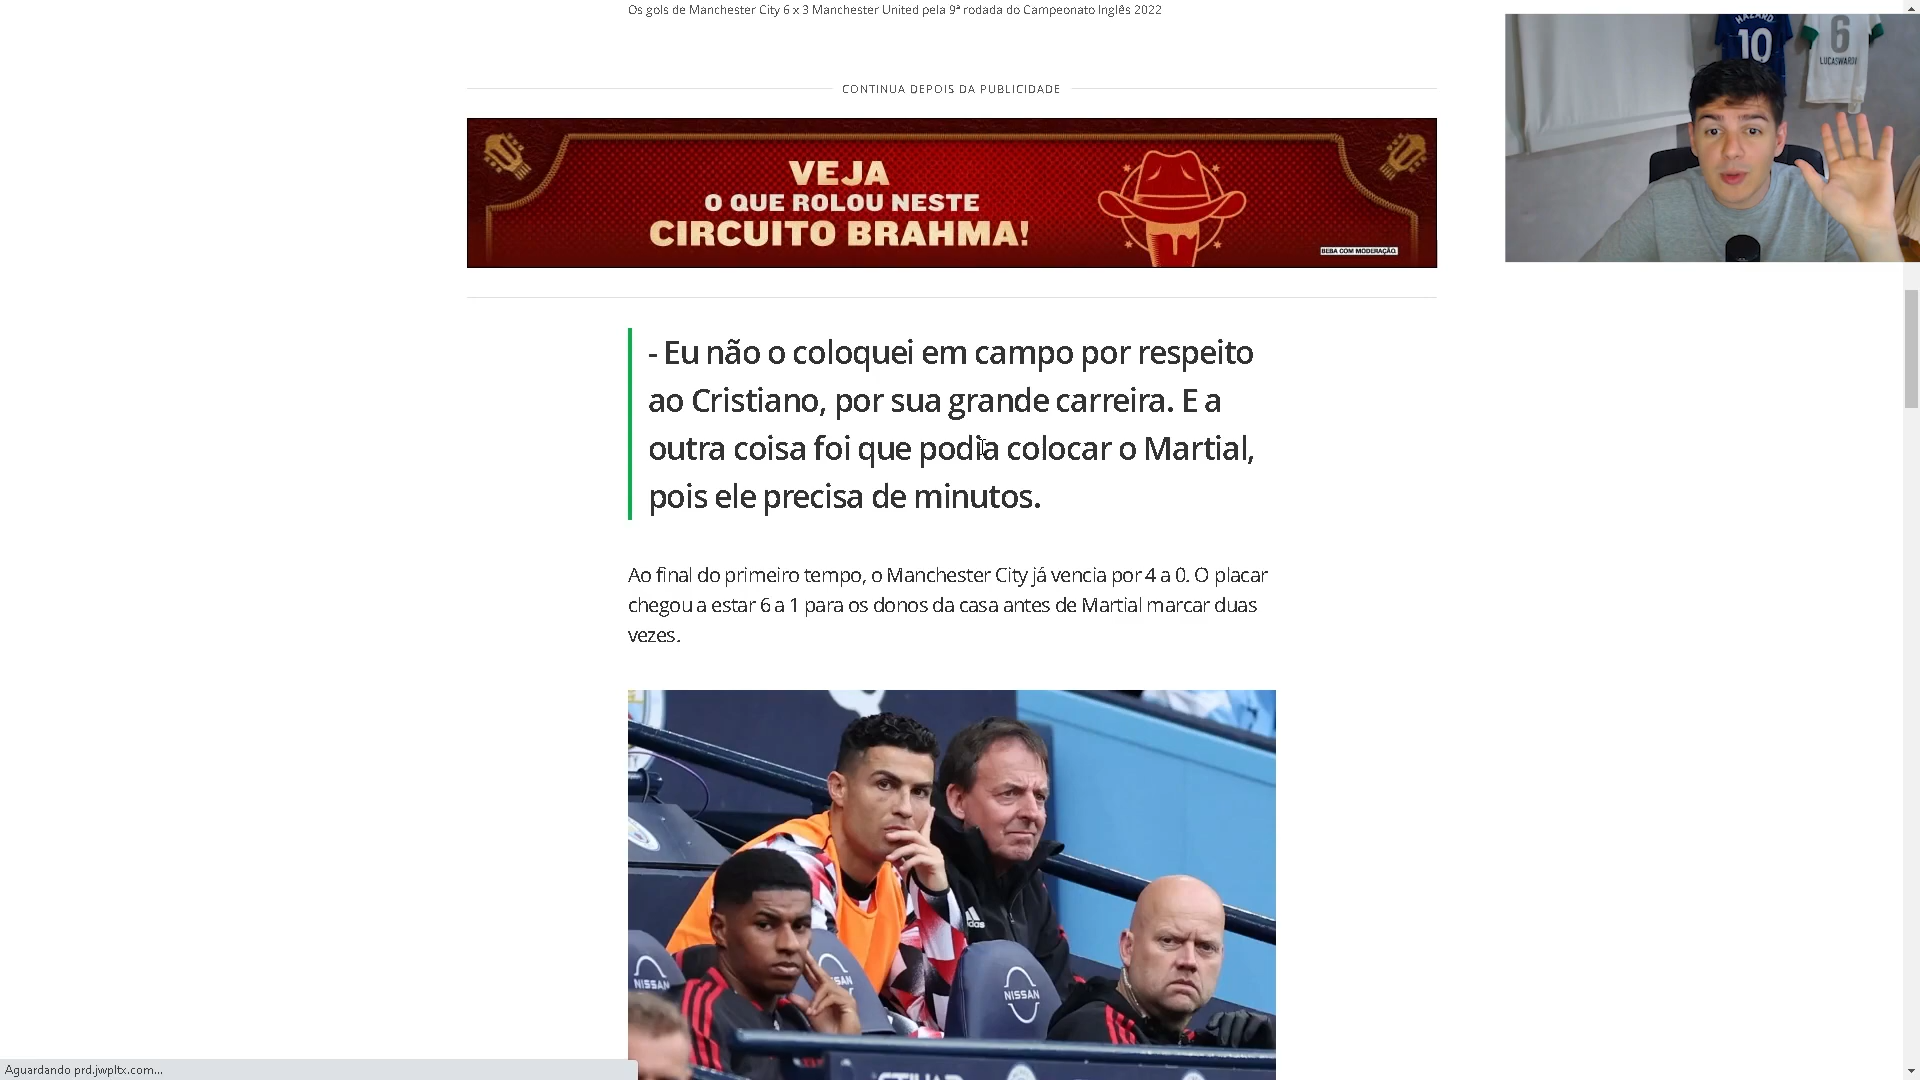 Os gols de Manchester City 6 x 3 Manchester United pela 9ª rodada do Campeonato Inglês 2022
HAZARD
10
6
LUCASWARDI
CONTINUA DEPOIS DA PUBLICIDADE
VEJA
O QUE ROLOU NESTE
CIRCUITO BRAHMA!
BEBA COM MODERAÇÃO.
- Eu não o coloquei em campo por respeito
ao Cristiano, por sua grande carreira. E a
outra coisa foi que podia colocar o Martial,
pois ele precisa de minutos.
Ao final do primeiro tempo, o Manchester City já vencia por 4 a 0. O placar
chegou a estar 6 a 1 para os donos da casa antes de Martial marcar duas
vezes.
adidas
NISSAN
NISSAN
ETIHAD
Aguardando prd.jwpltx.com...